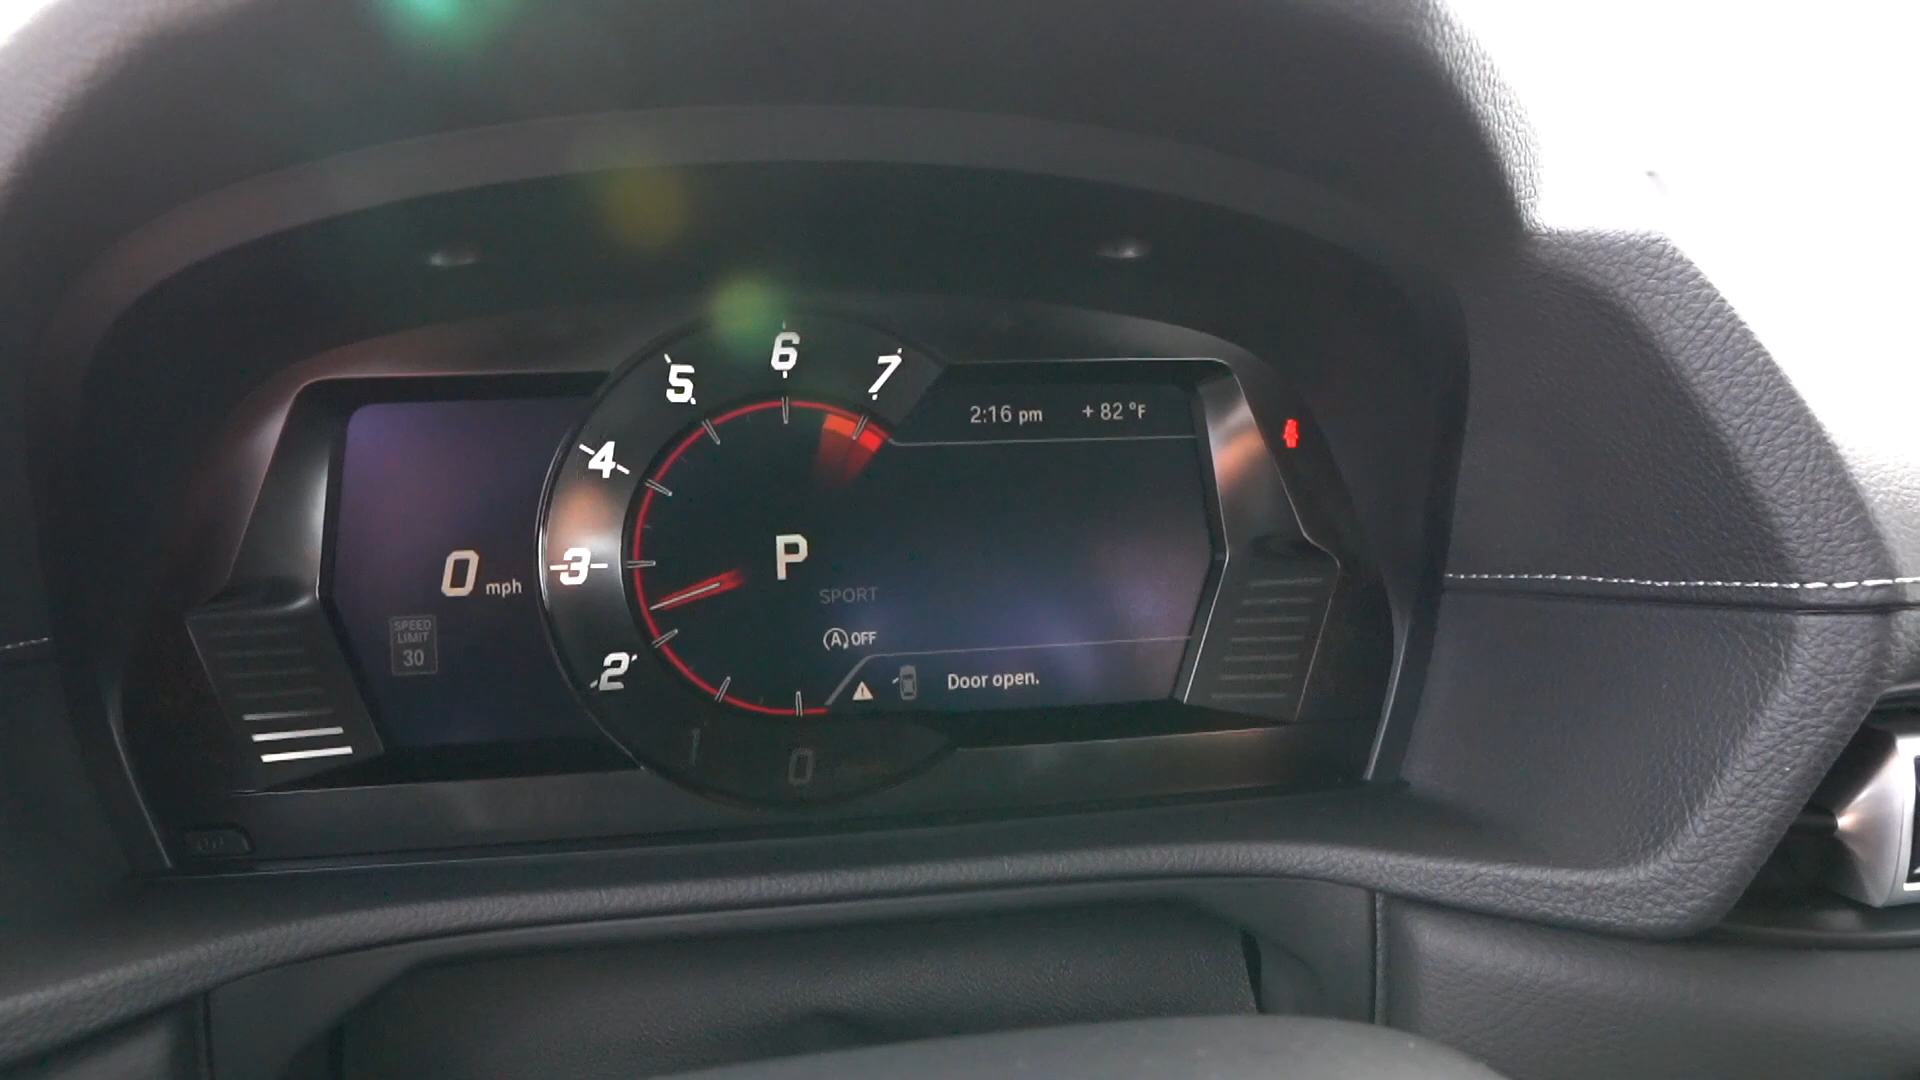 5
6
7
4
2:16 pm
+ 82 °F
3
P
0 mph
SPORT
SPEED
LIMIT
30
A OFF
2
Door open.
1
0